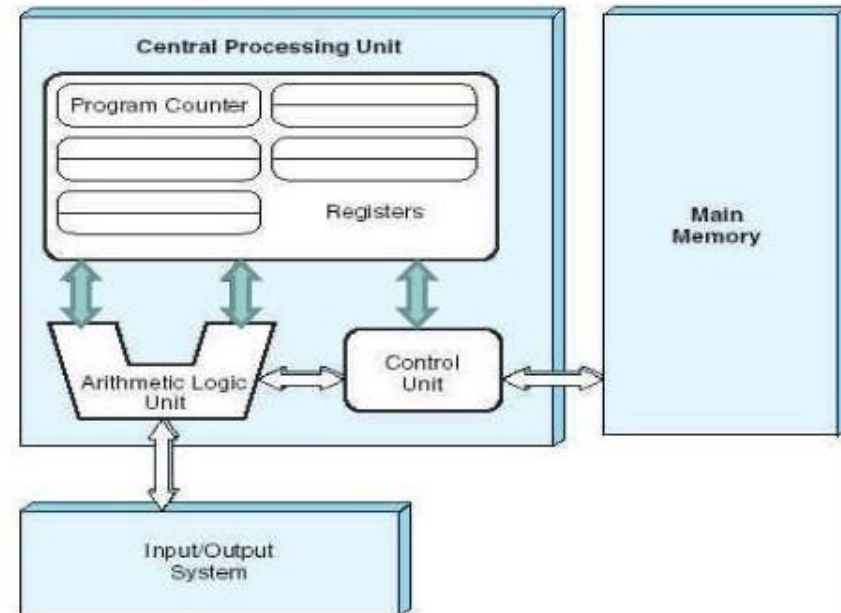 Central Processing Unit
Program Counter
Registers
Main
Memory
Arithmetic Logic
Unit
Control
Unit
Input/Output
System